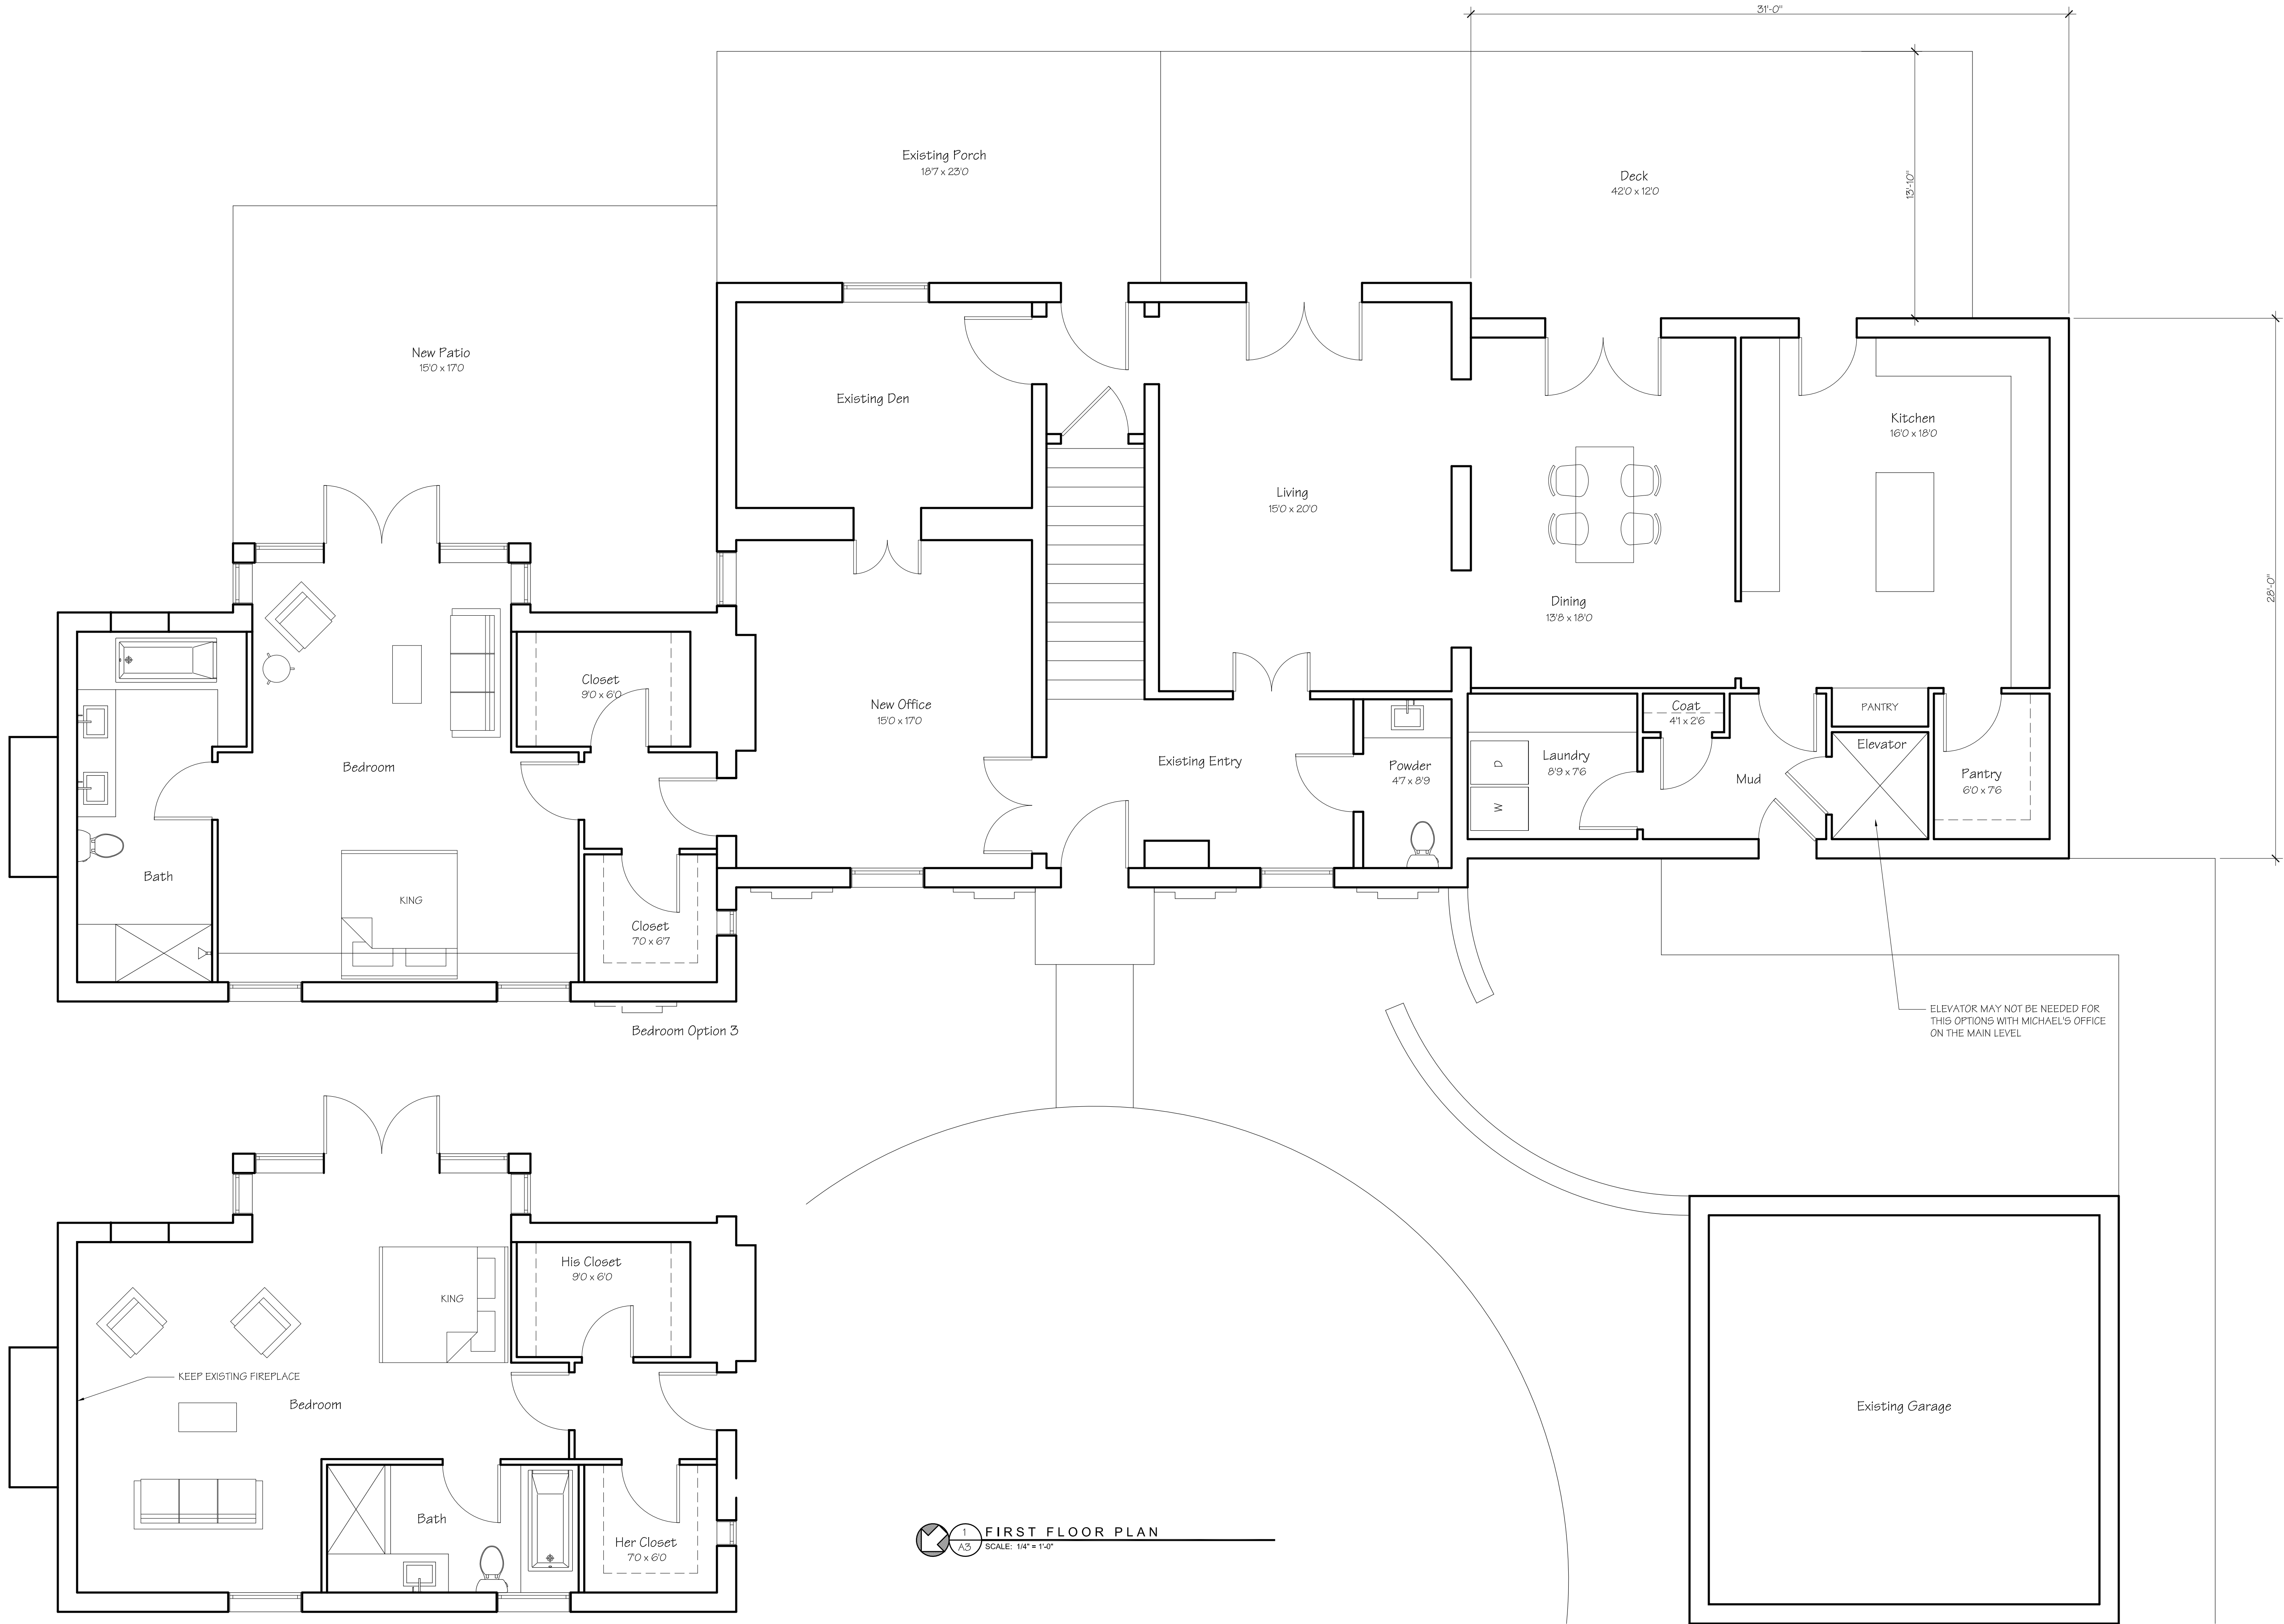 31'-0"
Existing Porch
18'7 x 23'0
Deck
42'0 x 12'0
13'-10"
New Patio
15'0 x 17'0
Existing Den
Kitchen
16'0 x 18'0
Living
15'0 x 20'0
Dining
13'8 x 18'0
28'-0"
Closet
9'0 x 6'0
New Office
15'0 x 17'0
Coat
4'1 x 2'6
PANTRY
Elevator
Bedroom
Existing Entry
Powder
4'7 x 8'9
D
W
Laundry
8'9 x 7'6
Mud
Pantry
6'0 x 7'6
Bath
KING
Closet
7'0 x 6'7
Bedroom Option 3
ELEVATOR MAY NOT BE NEEDED FOR
THIS OPTIONS WITH MICHAEL'S OFFICE
ON THE MAIN LEVEL
His Closet
9'0 x 6'0
KING
KEEP EXISTING FIREPLACE
Bedroom
Existing Garage
Bath
Her Closet
7'0 x 6'0
1
A3
FIRST FLOOR PLAN
SCALE: 1/4" = 1'-0"